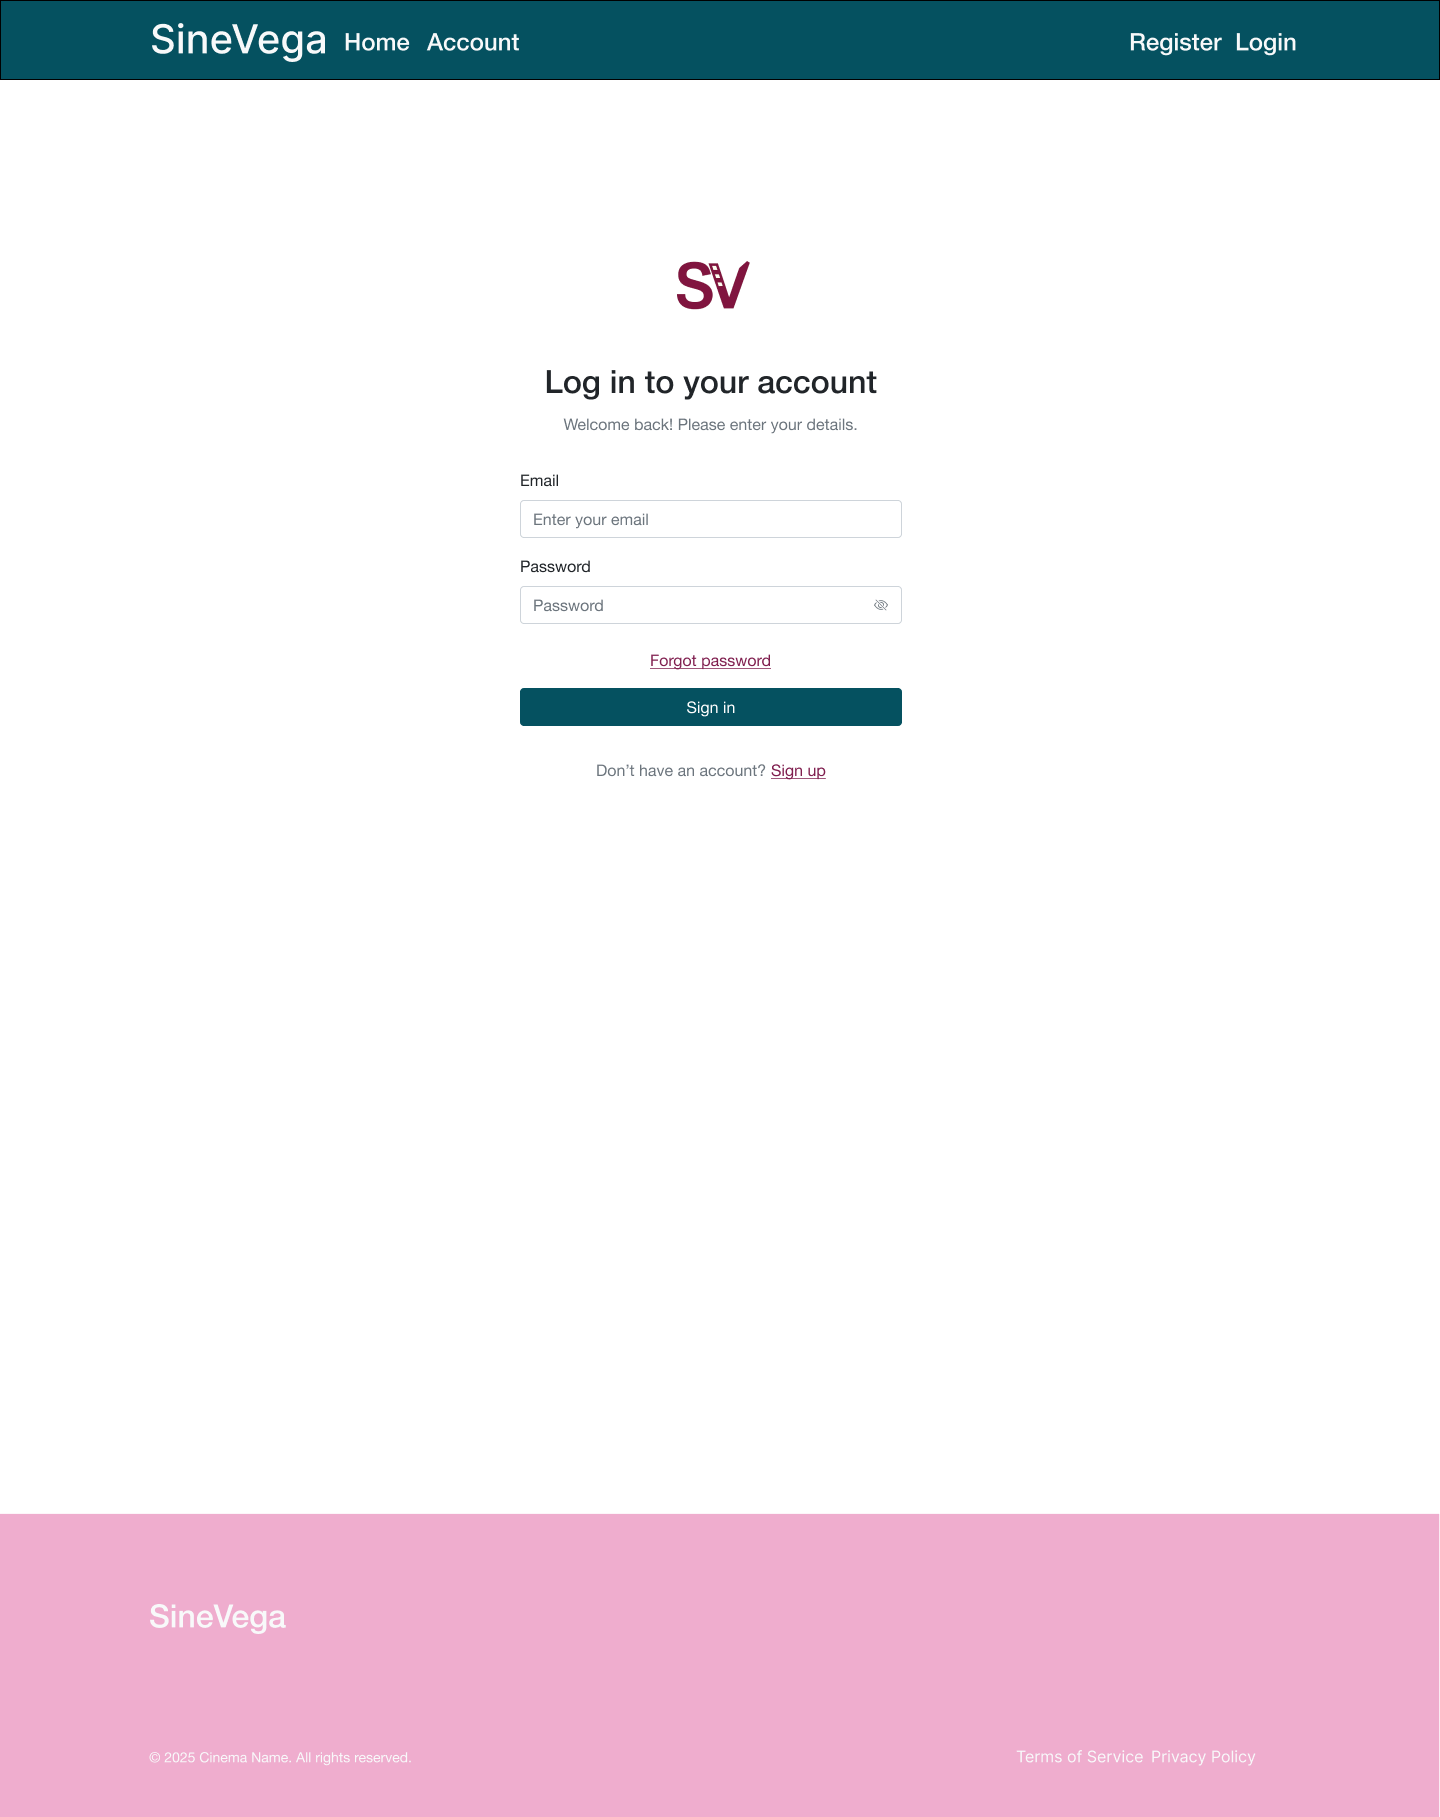 SineVega Home Account Register Login
SV
Log in to your account
Welcome back! Please enter your details.
Email
Enter your email
Password
Password
Forgot password
Sign in
Don’t have an account? Sign up
SineVega
© 2025 Cinema Name. All rights reserved. Terms of Service Privacy Policy